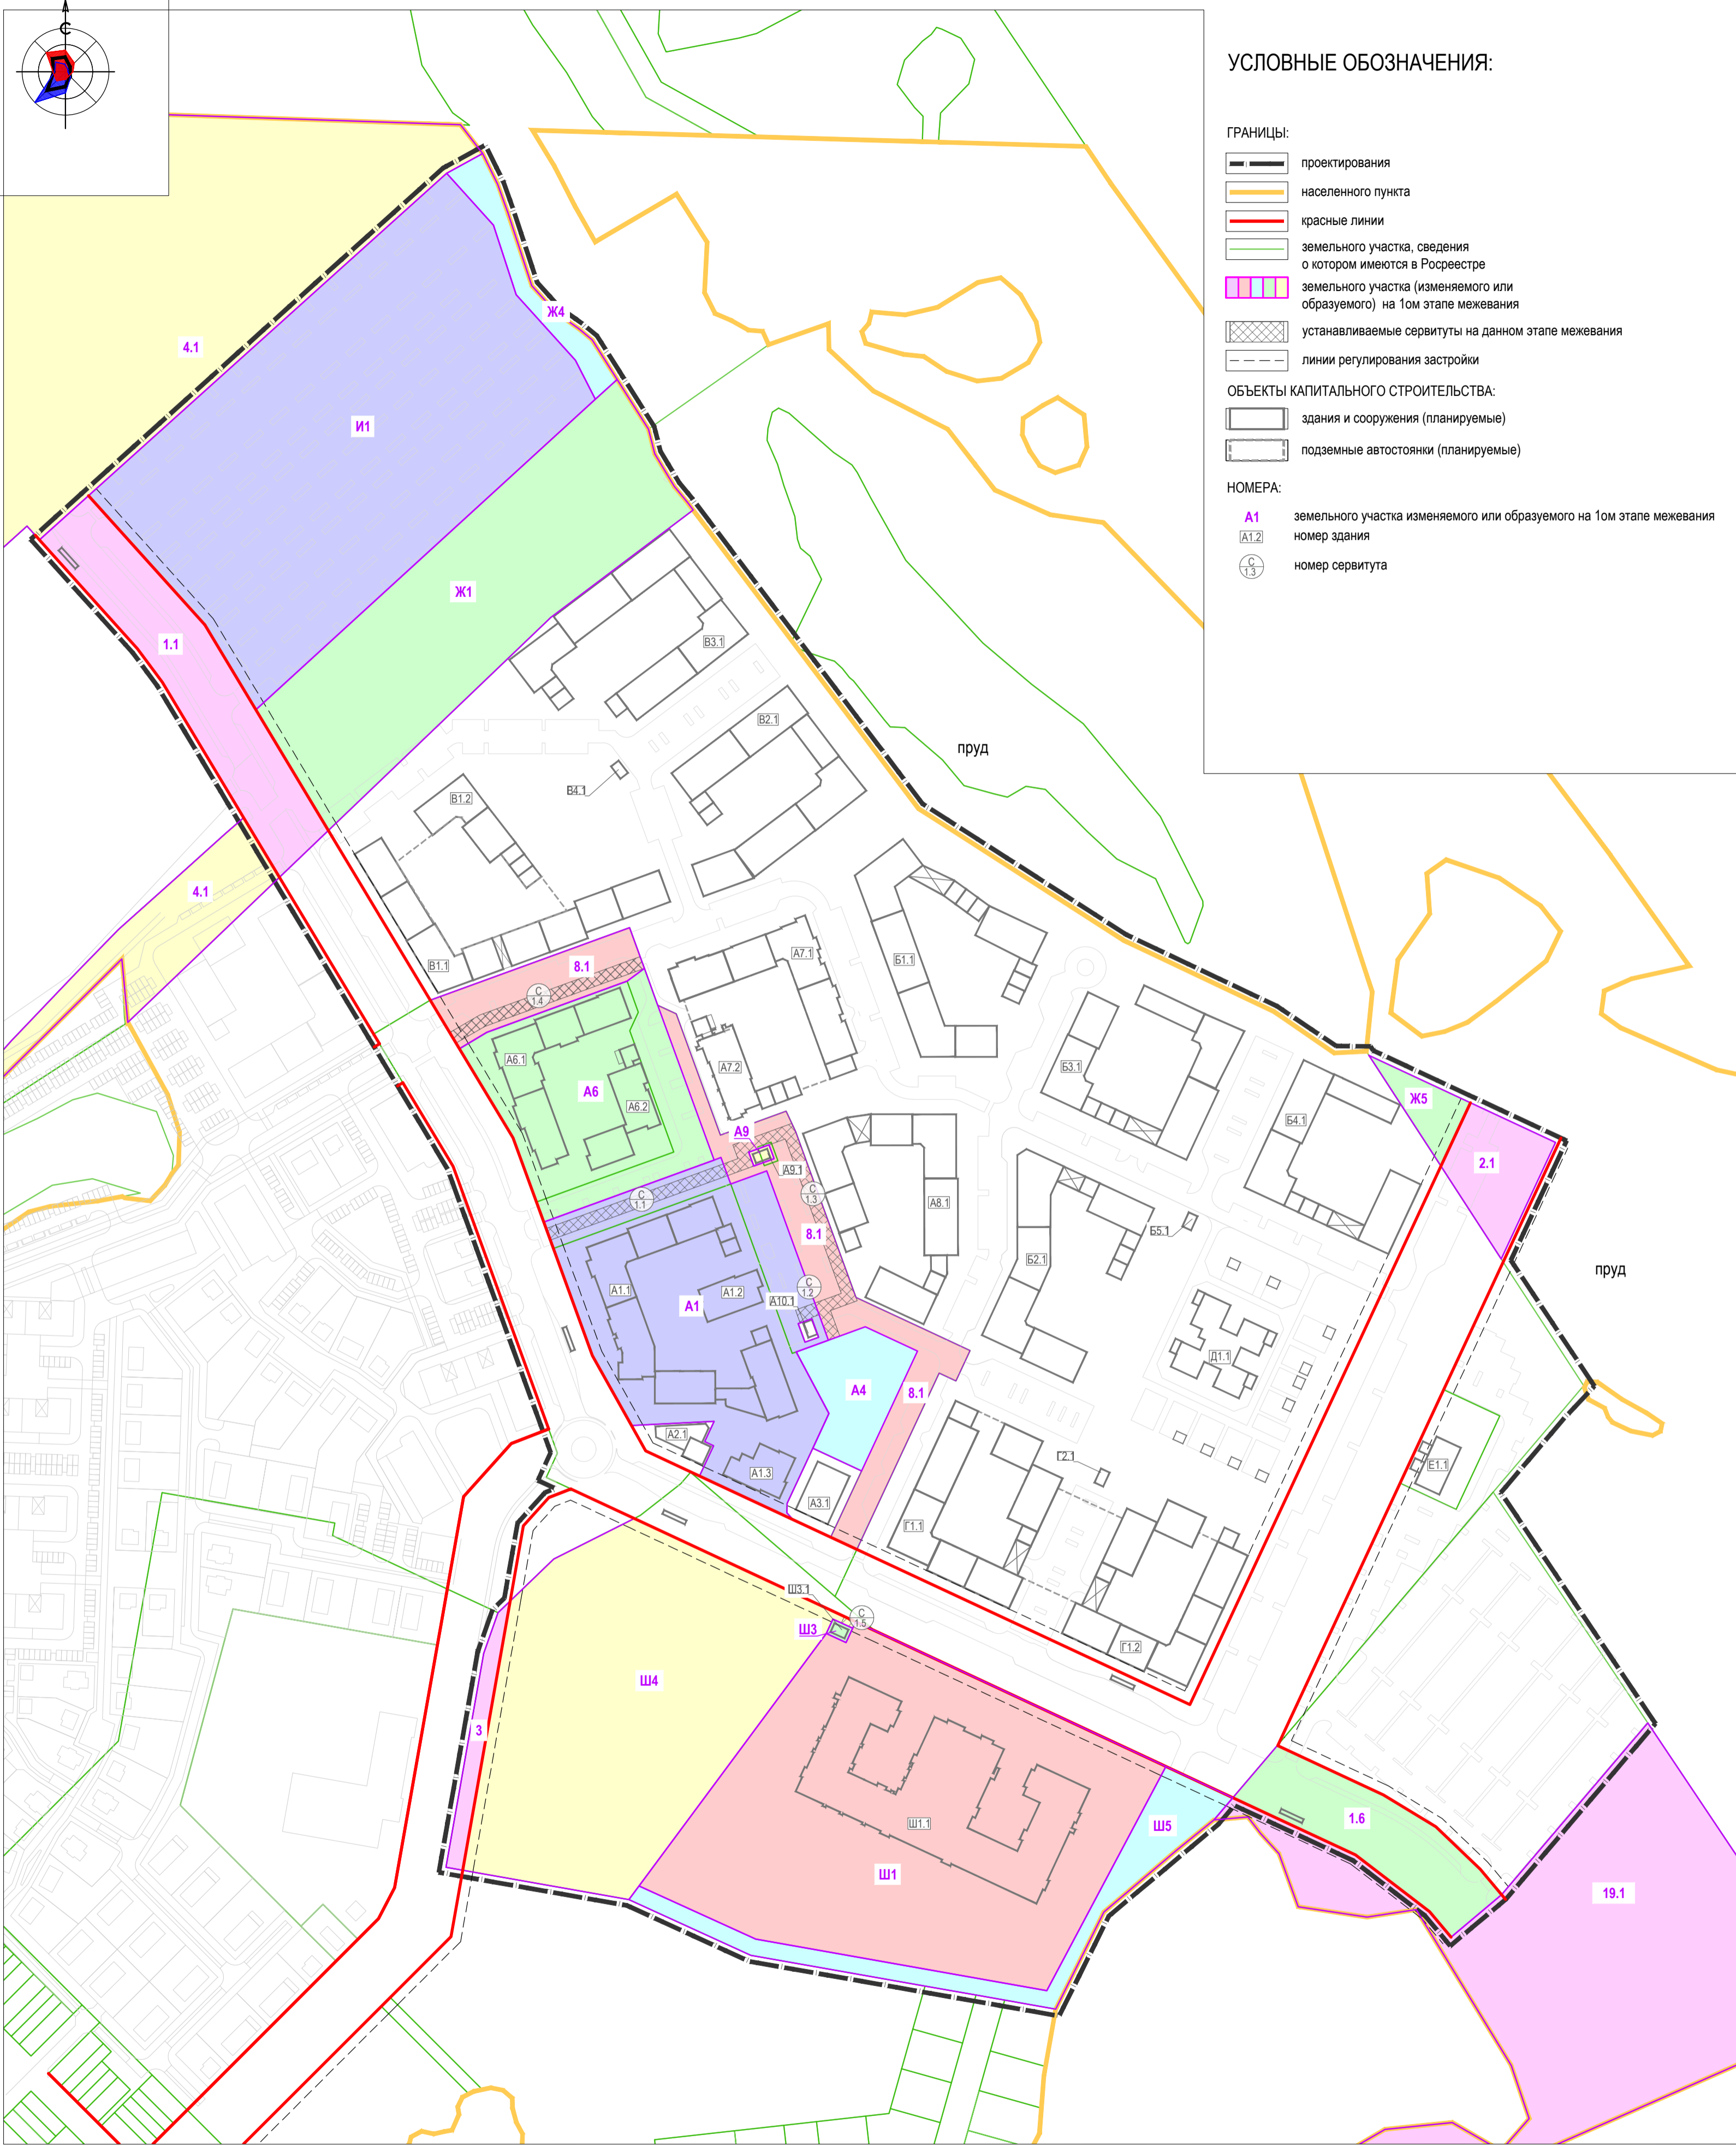 С
УСЛОВНЫЕ ОБОЗНАЧЕНИЯ:
ГРАНИЦЫ:
проектирования
населенного пункта
красные линии
земельного участка, сведения
о котором имеются в Росреестре
земельного участка (изменяемого или
образуемого) на 1ом этапе межевания
устанавливаемые сервитуты на данном этапе межевания
линии регулирования застройки
ОБЪЕКТЫ КАПИТАЛЬНОГО СТРОИТЕЛЬСТВА:
здания и сооружения (планируемые)
подземные автостоянки (планируемые)
НОМЕРА:
А1 земельного участка изменяемого или образуемого на 1ом этапе межевания
А1.2 номер здания
С
1.3 номер сервитута
Ж4
4.1
И1
Ж1
1.1
В3.1
В2.1
пруд
В4.1
В1.2
4.1
А7.1
Б1.1
В1.1
8.1
С
1.4
А6.1
А7.2
Б3.1
А6
А6.2
Ж5
Б4.1
А9
2.1
А9.1
С
1.1
С
1.3
А8.1
8.1
Б5.1
Б2.1
пруд
С
1.2
А1.1
А1.2
А10.1
А1
Д1.1
А4
8.1
А2.1
Г2.1
Е1.1
А1.3
А3.1
Г1.1
Ш3.1
С
1.5
Ш3
Г1.2
Ш4
3
1.6
Ш1.1
Ш5
Ш1
19.1